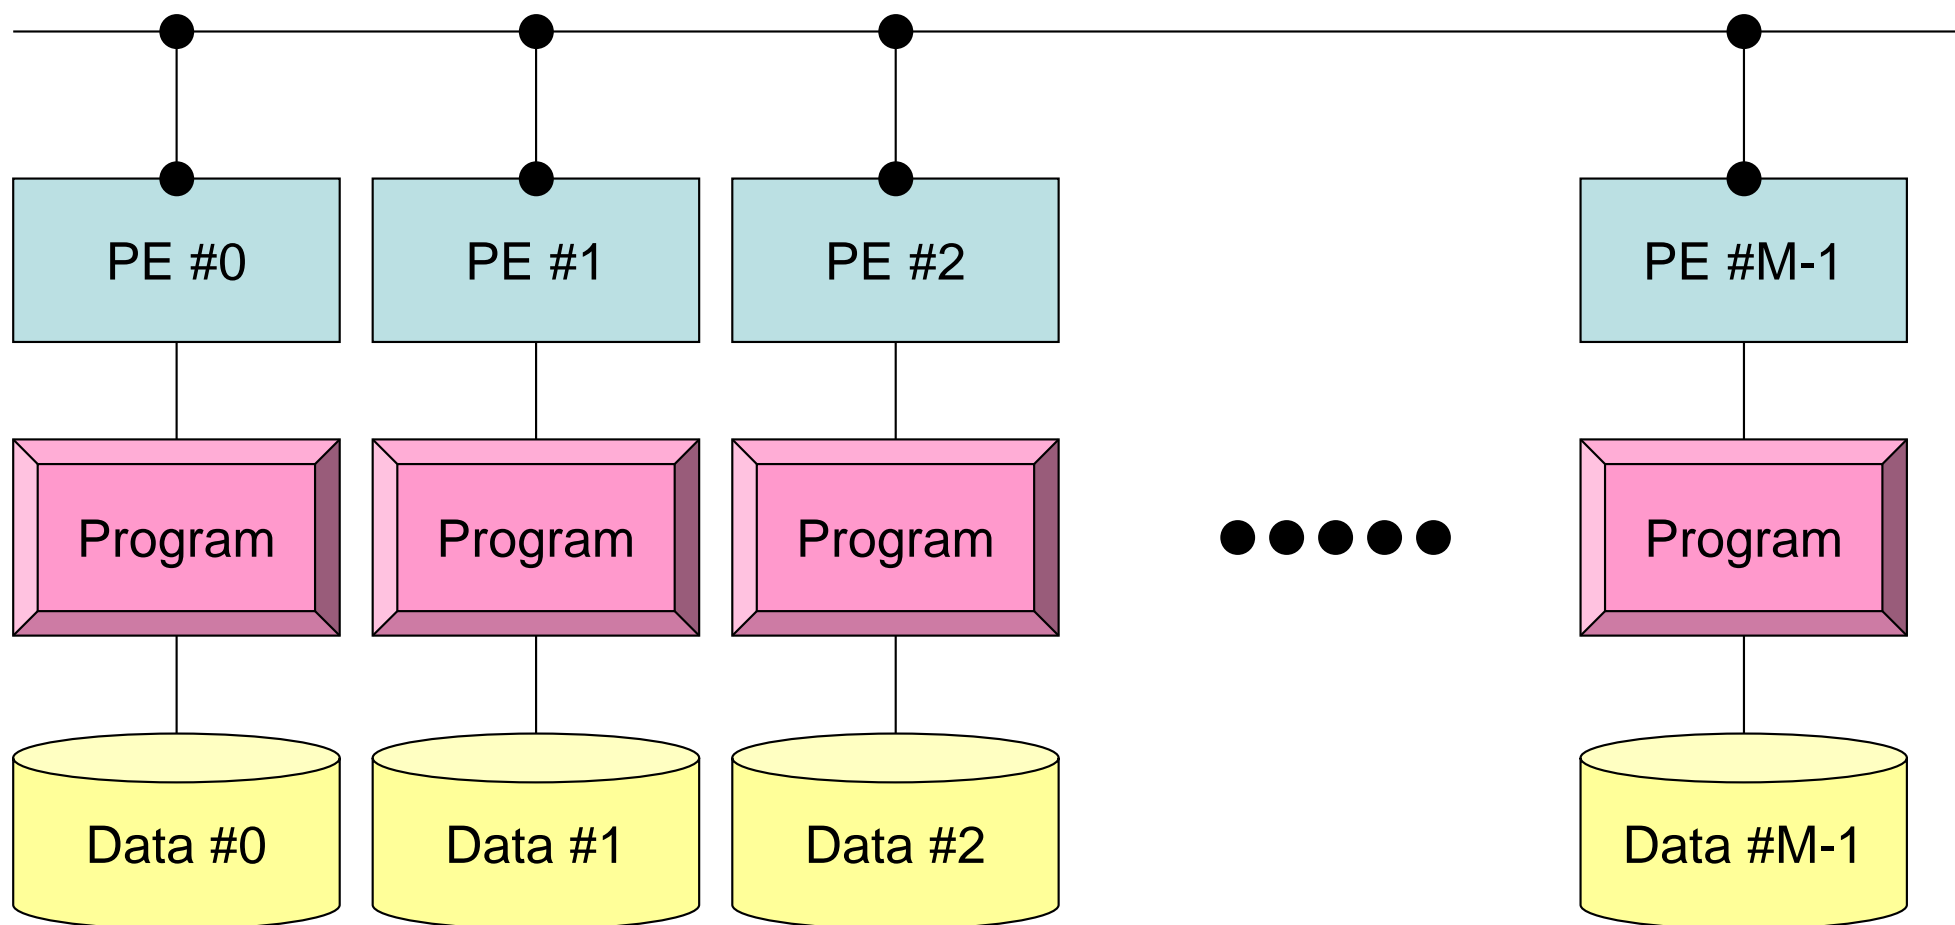 PE #0
PE #1
PE #2
PE #M-1
Program
Program
Program
Program
Data #0
Data #1
Data #2
Data #M-1